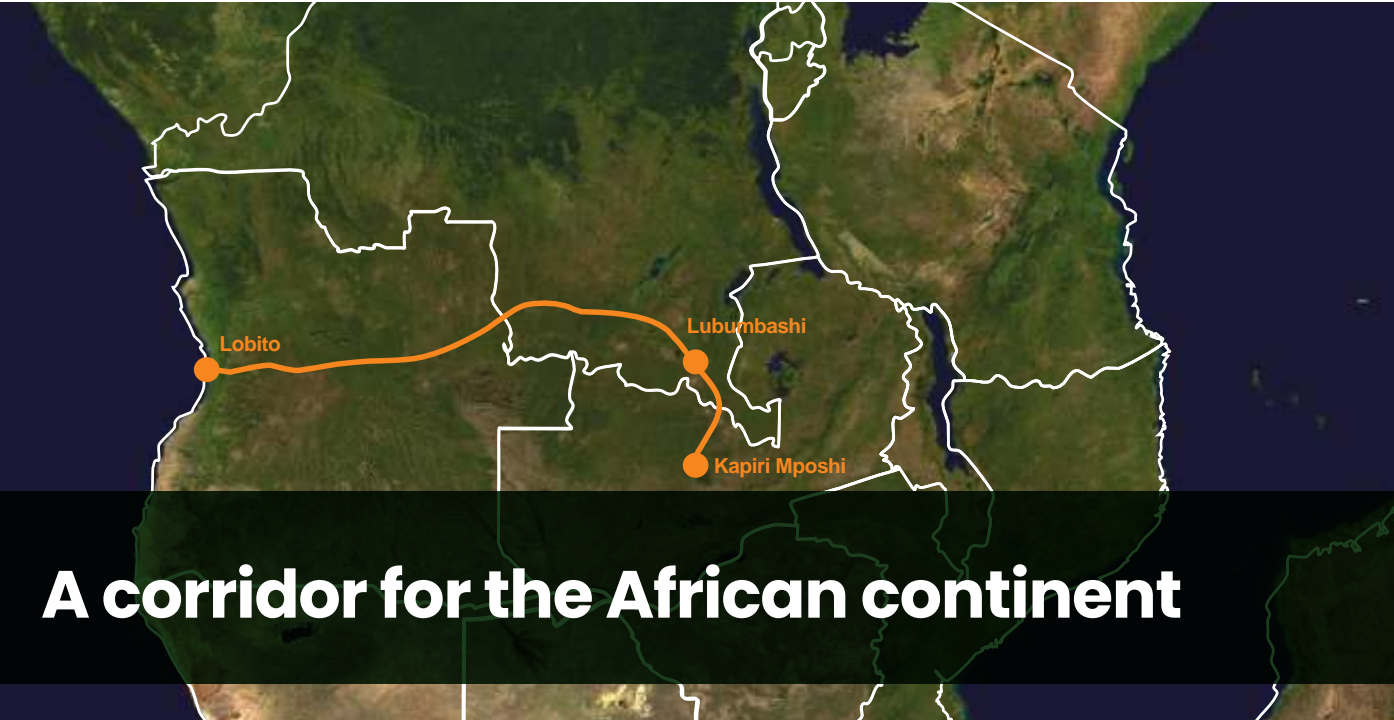 Lobito
Lubumbashi
Kapiri Mposhi
A corridor for the African continent